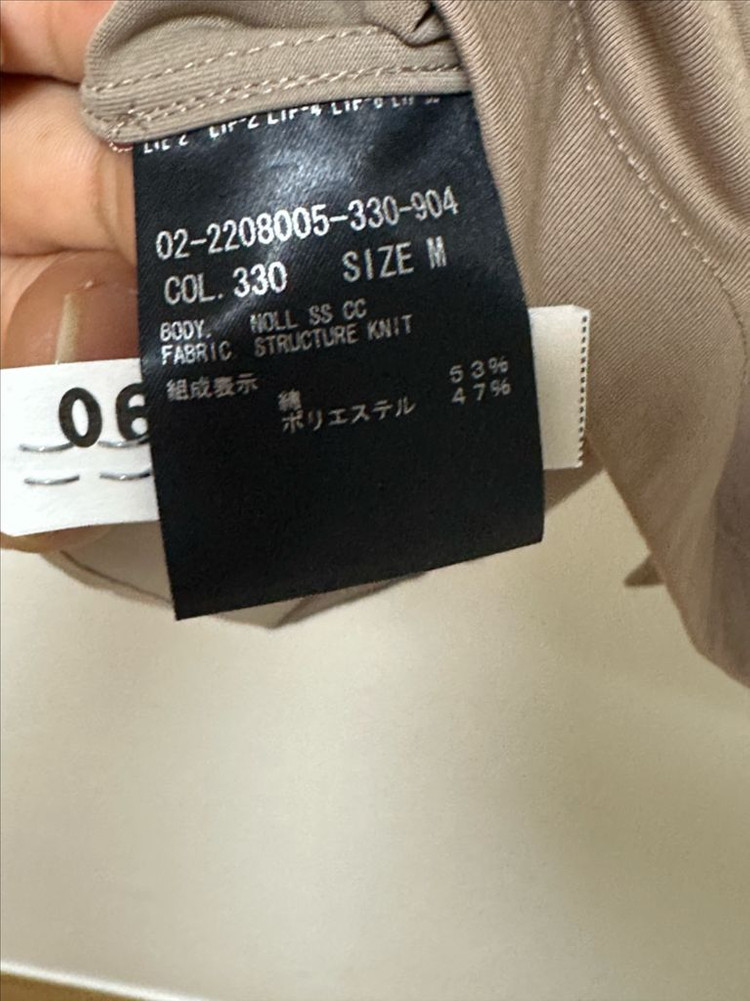 02-2208005-330-904
COL. 330 SIZE M
BODY. NOLL SS CC
FABRIC STRUCTURE KNIT
組成表示
綿 53%
ポリエステル 47%
06